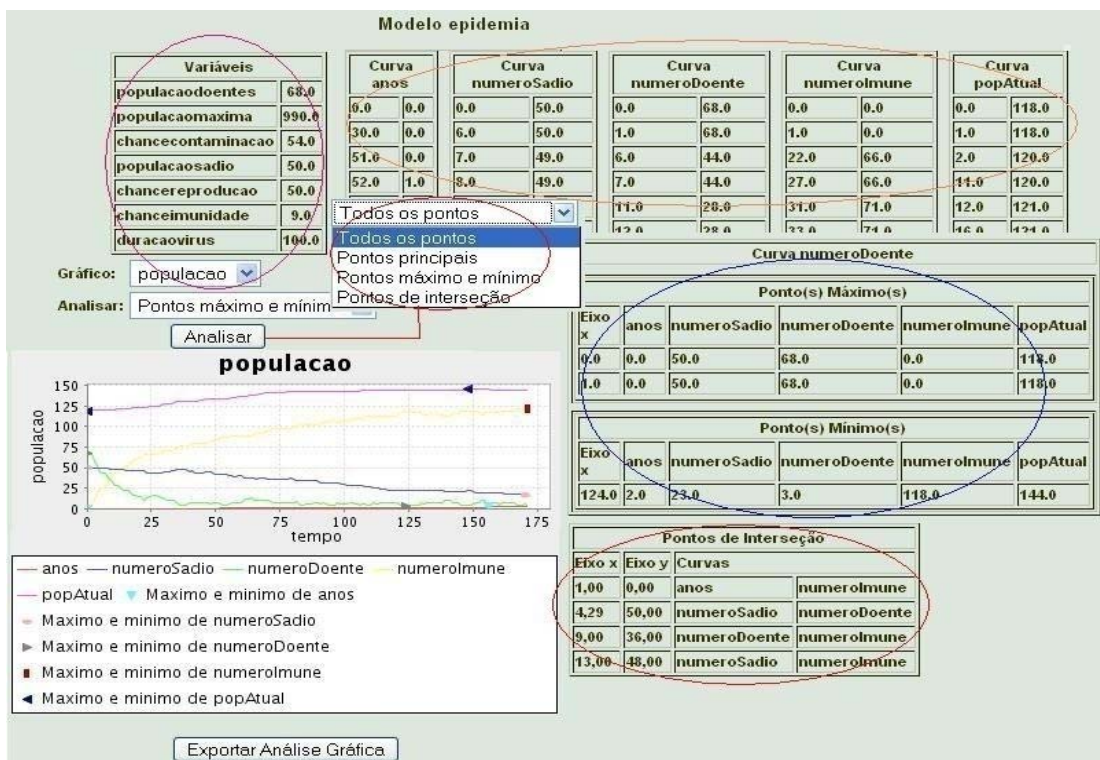 Modelo epidemia
Variáveis
populacaodoentes 68.0
populacaomaxima 990.0
chancecontaminacao 54.0
populacaosadio 50.0
chancereproducao 50.0
chanceimunidade 9.0
duracaovirus 100.0
Curva anos
0.0 0.0
30.0 0.0
51.0 0.0
52.0 1.0
Curva numeroSadio
0.0 50.0
6.0 50.0
7.0 49.0
8.0 49.0
Curva numeroDoente
0.0 68.0
1.0 68.0
6.0 44.0
7.0 44.0
11.0 28.0
12.0 28.0
Curva numeroImune
0.0 0.0
1.0 0.0
22.0 66.0
27.0 66.0
31.0 71.0
33.0 71.0
Curva popAtual
0.0 118.0
1.0 118.0
2.0 120.0
11.0 120.0
12.0 121.0
16.0 121.0
Todos os pontos
Todos os pontos
Pontos principais
Pontos máximo e mínimo
Pontos de interseção
Gráfico: populacao
Analisar: Pontos máximo e mínim
Analisar
Curva numeroDoente
Ponto(s) Máximo(s)
Eixo x anos numeroSadio numeroDoente numeroImune popAtual
0.0 0.0 50.0 68.0 0.0 118.0
1.0 0.0 50.0 68.0 0.0 118.0
Ponto(s) Mínimo(s)
Eixo x anos numeroSadio numeroDoente numeroImune popAtual
124.0 2.0 23.0 3.0 118.0 144.0
Pontos de Interseção
Eixo x Eixo y Curvas
1,00 0,00 anos numeroImune
4,29 50,00 numeroSadio numeroDoente
9,00 36,00 numeroDoente numeroImune
13,00 48,00 numeroSadio numeroImune
populacao
populacao
150
125
100
75
50
25
0
0 25 50 75 100 125 150 175
tempo
anos numeroSadio numeroDoente numeroImune
popAtual Maximo e minimo de anos
Maximo e minimo de numeroSadio
Maximo e minimo de numeroDoente
Maximo e minimo de numeroImune
Maximo e minimo de popAtual
Exportar Análise Gráfica